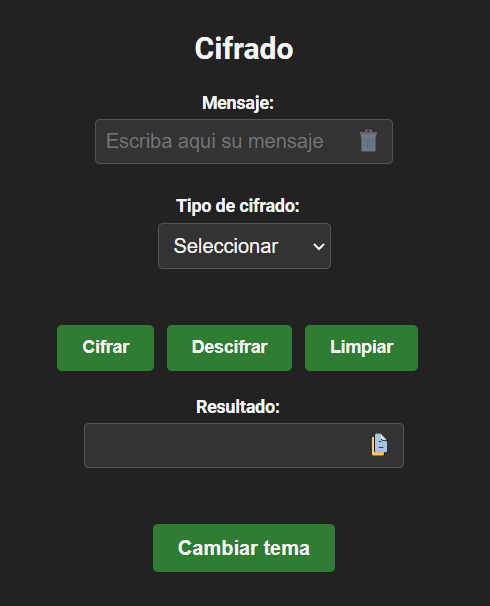 Cifrado
Mensaje:
Escriba aqui su mensaje
Tipo de cifrado:
Seleccionar
Cifrar Descifrar Limpiar
Resultado:
Cambiar tema